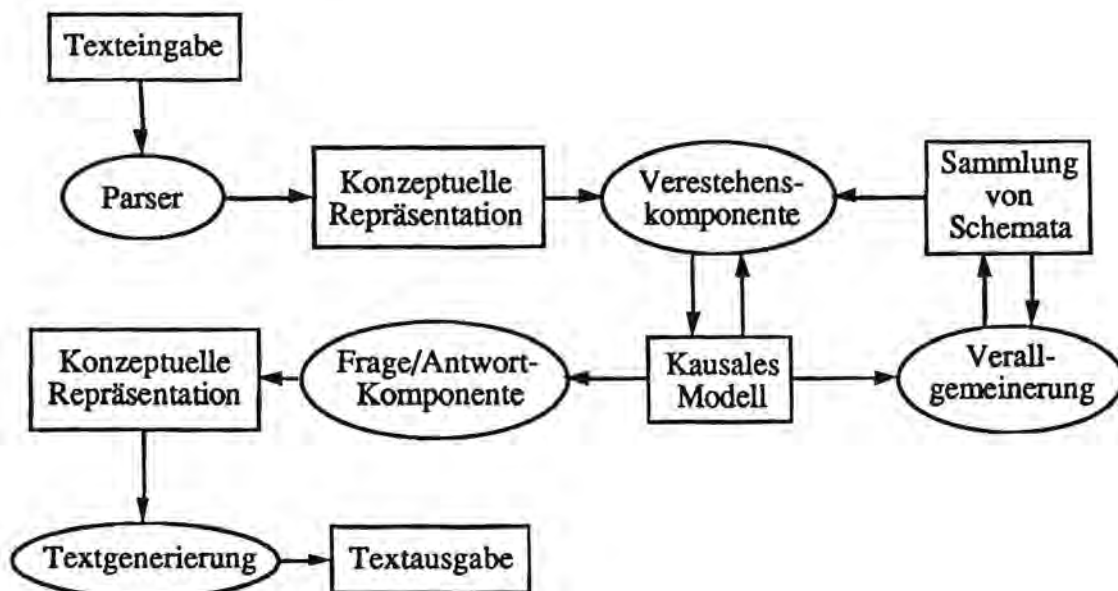 Texteingabe
Parser
Konzeptuelle
Repräsentation
Verestehens-
komponente
Sammlung
von
Schemata
Konzeptuelle
Repräsentation
Frage/Antwort-
Komponente
Kausales
Modell
Verall-
gemeinerung
Textgenerierung
Textausgabe